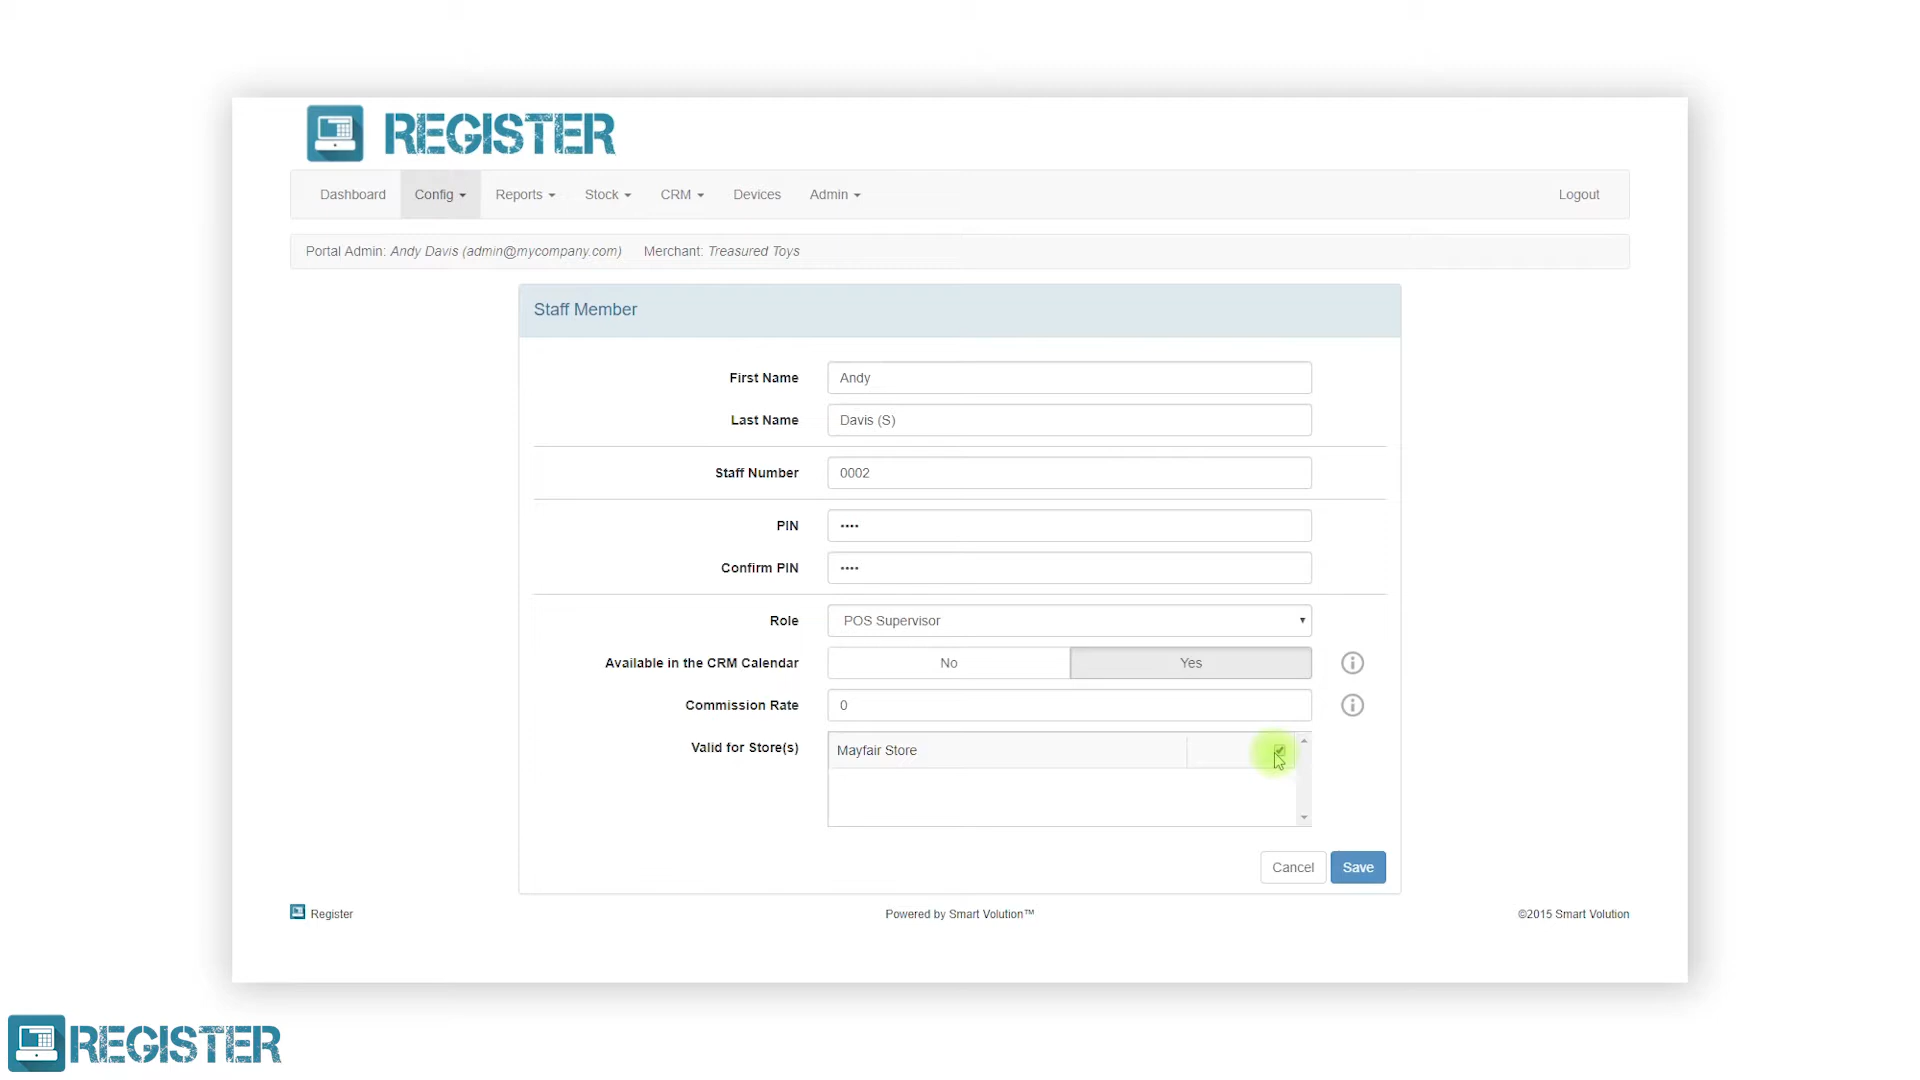 REGISTER
Dashboard Config Reports Stock CRM Devices Admin Logout
Portal Admin: Andy Davis (admin@mycompany.com) Merchant: Treasured Toys
Staff Member
First Name Andy
Last Name Davis (S)
Staff Number 0002
PIN ••••
Confirm PIN ••••
Role POS Supervisor
Available in the CRM Calendar No Yes
Commission Rate 0
Valid for Store(s) Mayfair Store
Cancel Save
Register Powered by Smart Volution™ ©2015 Smart Volution
REGISTER